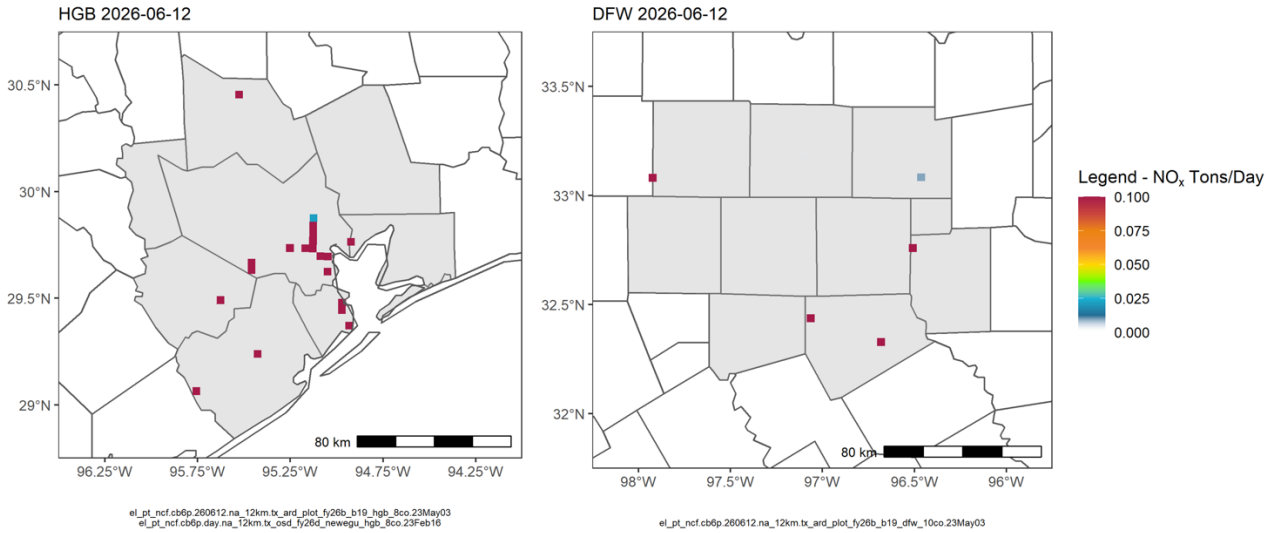 HGB 2026-06-12
DFW 2026-06-12
30.5°N
30°N
29.5°N
29°N
80 km
96.25°W 95.75°W 95.25°W 94.75°W 94.25°W
33.5°N
33°N
32.5°N
32°N
80 km
98°W 97.5°W 97°W 96.5°W 96°W
Legend - NOₓ Tons/Day
0.100
0.075
0.050
0.025
0.000
el_pt_ncf.cb6p.260612.na_12km.tx_ard_plot_fy26b_b19_hgb_8co.23May03
el_pt_ncf.cb6p.day.na_12km.tx_osd_fy26d_newegu_hgb_8co.23Feb16
el_pt_ncf.cb6p.260612.na_12km.tx_ard_plot_fy26b_b19_dfw_10co.23May03